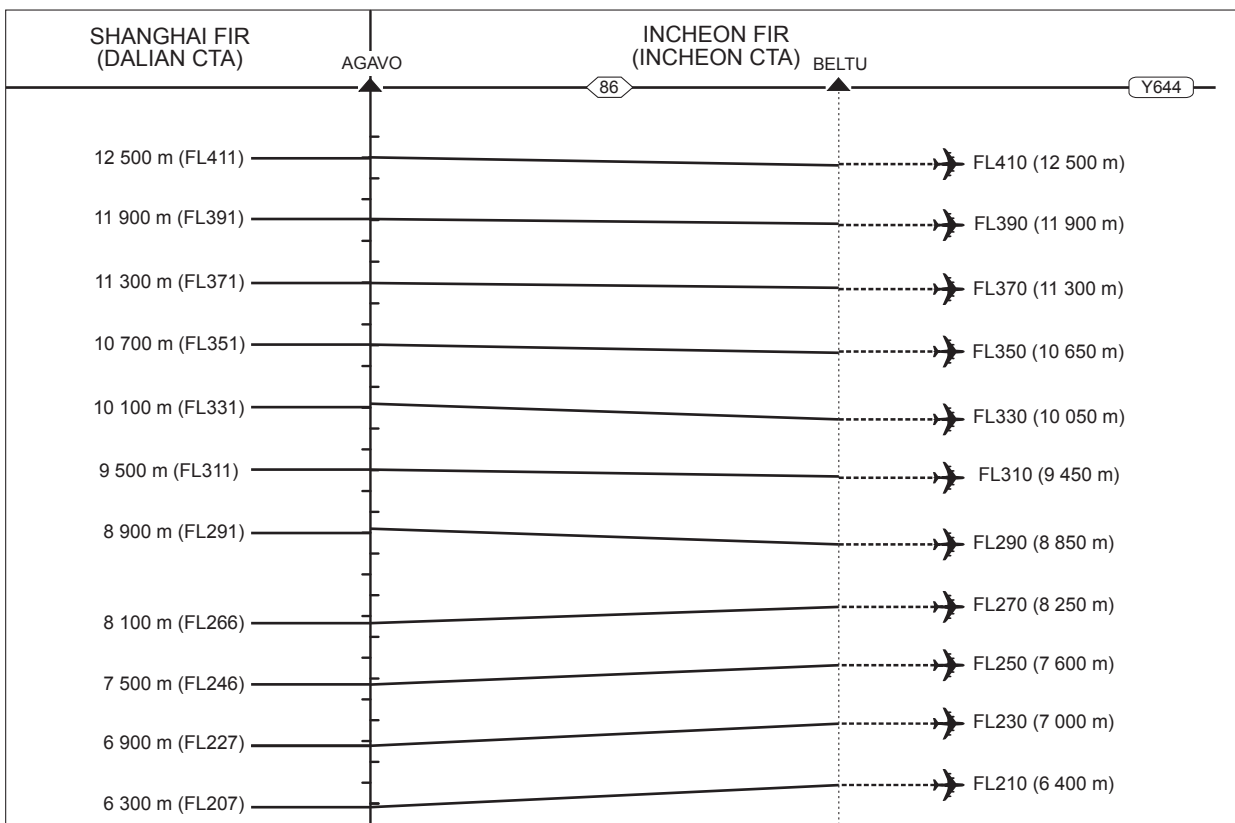 SHANGHAI FIR
(DALIAN CTA)
INCHEON FIR
(INCHEON CTA)
AGAVO
BELTU
86
Y644
12 500 m (FL411)
FL410 (12 500 m)
11 900 m (FL391)
FL390 (11 900 m)
11 300 m (FL371)
FL370 (11 300 m)
10 700 m (FL351)
FL350 (10 650 m)
10 100 m (FL331)
FL330 (10 050 m)
9 500 m (FL311)
FL310 (9 450 m)
8 900 m (FL291)
FL290 (8 850 m)
8 100 m (FL266)
FL270 (8 250 m)
7 500 m (FL246)
FL250 (7 600 m)
6 900 m (FL227)
FL230 (7 000 m)
6 300 m (FL207)
FL210 (6 400 m)